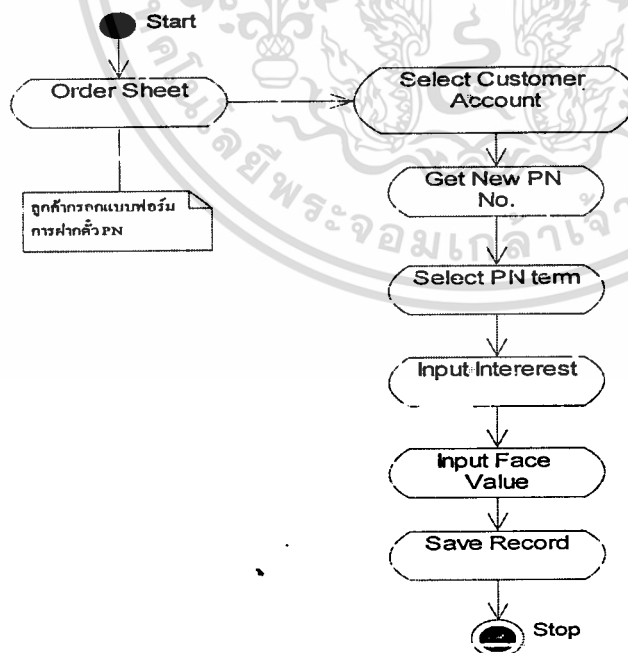 Start
Order Sheet
ลูกค้ากรอกแบบฟอร์ม
การฝากตั๋ว PN
Select Customer
Account
Get New PN
No.
Select PN term
Input Intererest
Input Face
Value
Save Record
Stop